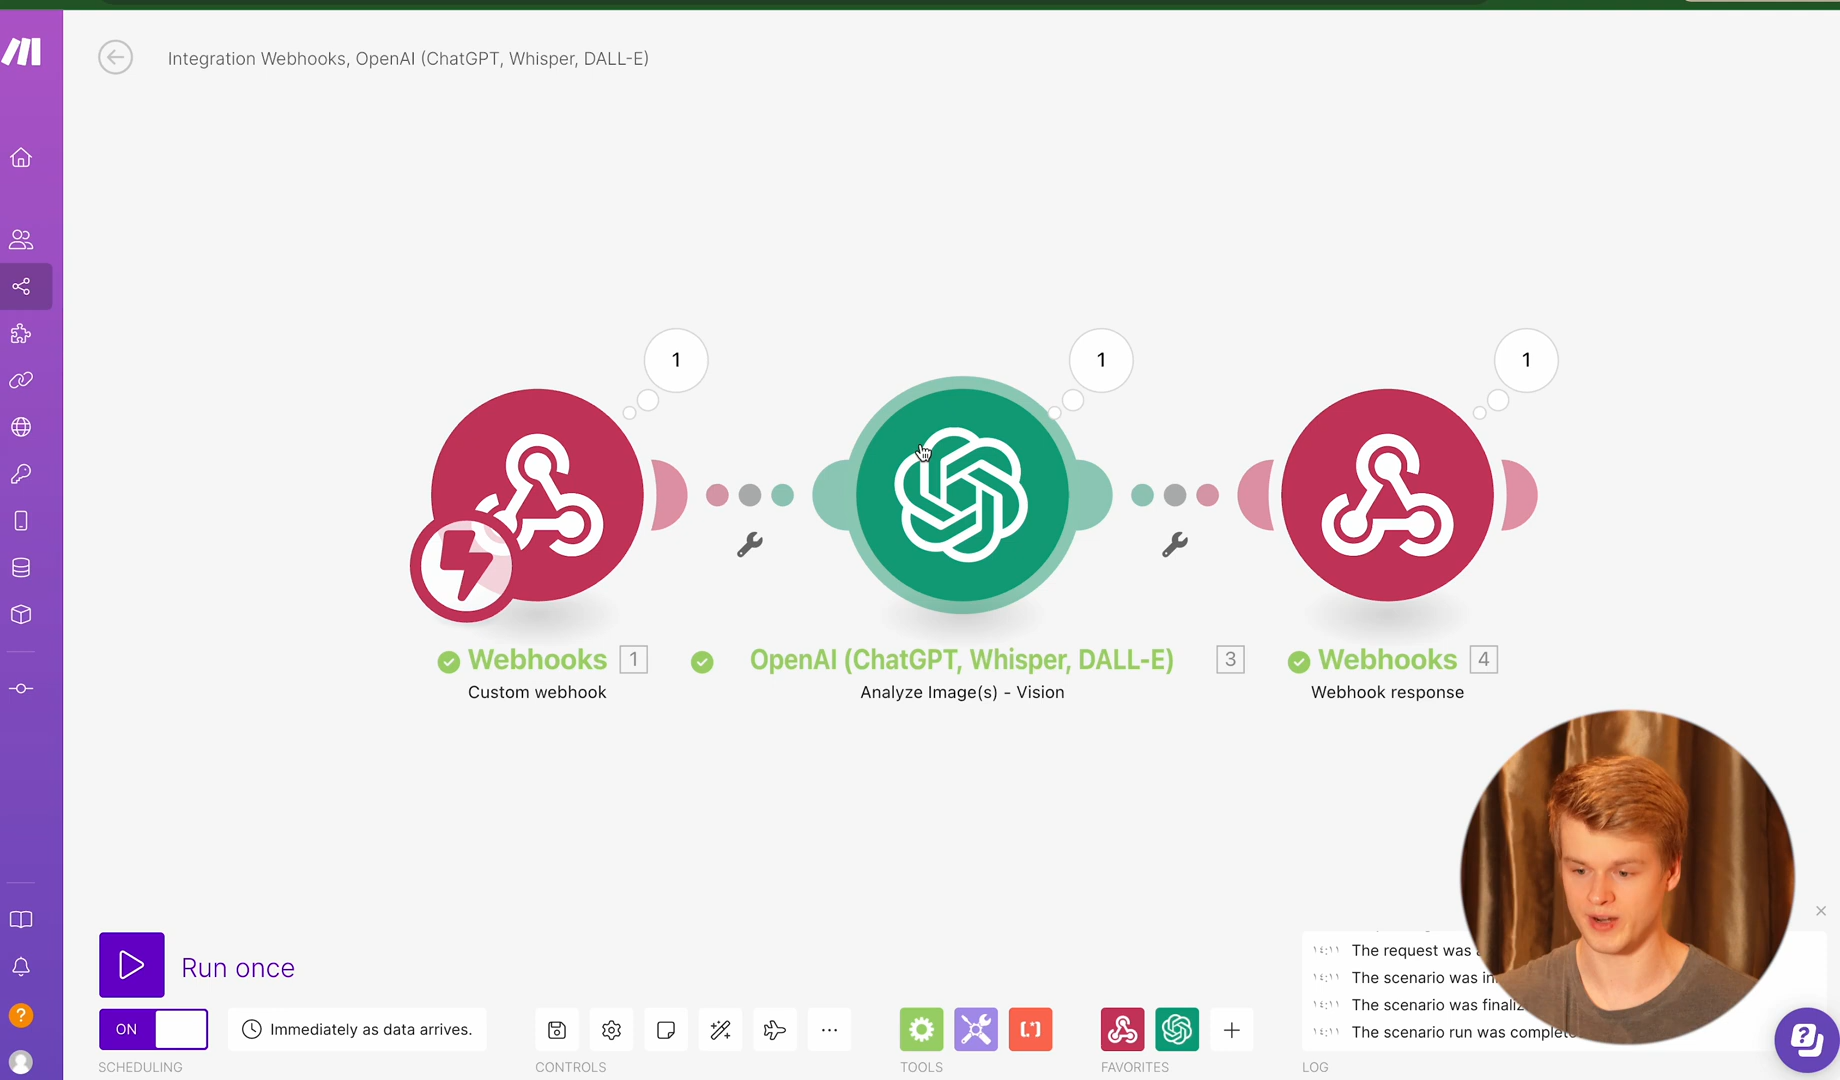 Integration Webhooks, OpenAI (ChatGPT, Whisper, DALL-E)
1
1
1
Webhooks 1
Custom webhook
OpenAI (ChatGPT, Whisper, DALL-E) 3
Analyze Image(s) - Vision
Webhooks 4
Webhook response
Run once
ON
Immediately as data arrives.
SCHEDULING
CONTROLS
TOOLS
FAVORITES
The request was
The scenario was
The scenario was
The scenario run was
LOG